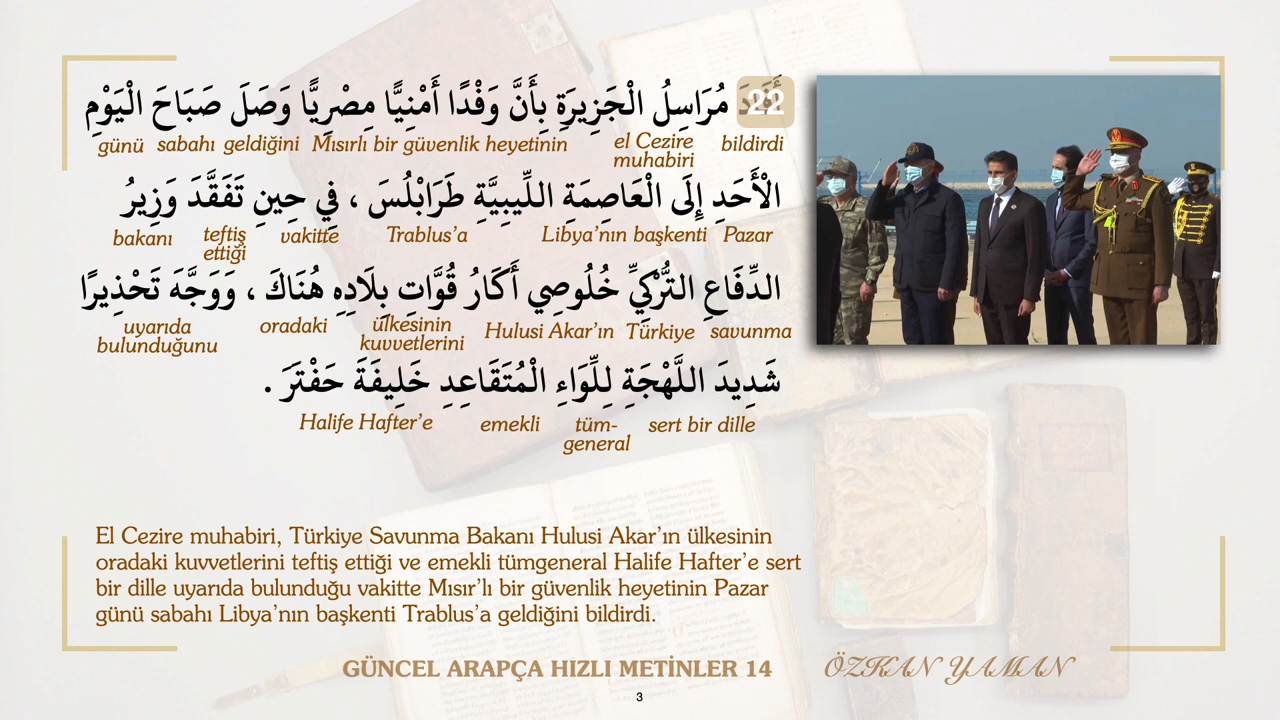 22 أَفَادَ مُرَاسِلُ الْجَزِيرَةِ بِأَنَّ وَفْدًا أَمْنِيًّا مِصْرِيًّا وَصَلَ صَبَاحَ الْيَوْمِ
bildirdi el Cezire muhabiri Mısırlı bir güvenlik heyetinin geldiğini sabahı günü
الْأَحَدِ إِلَى الْعَاصِمَةِ اللِّيبِيَّةِ طَرَابْلُسَ ، فِي حِينِ تَفَقَّدَ وَزِيرُ
Pazar Libya’nın başkenti Trablus’a vakitte teftiş ettiği bakanı
الدِّفَاعِ التُّرْكِيِّ خُلُوصِي أَكَارُ قُوَّاتِ بِلَادِهِ هُنَاكَ ، وَوَجَّهَ تَحْذِيرًا
savunma Türkiye Hulusi Akar’ın ülkesinin kuvvetlerini oradaki uyarıda bulunduğunu
شَدِيدَ اللَّهْجَةِ لِلِّوَاءِ الْمُتَقَاعِدِ خَلِيفَةَ حَفْتَرَ .
sert bir dille tüm-general emekli Halife Hafter’e
El Cezire muhabiri, Türkiye Savunma Bakanı Hulusi Akar’ın ülkesinin
oradaki kuvvetlerini teftiş ettiği ve emekli tümgeneral Halife Hafter’e sert
bir dille uyarıda bulunduğu vakitte Mısır’lı bir güvenlik heyetinin Pazar
günü sabahı Libya’nın başkenti Trablus’a geldiğini bildirdi.
GÜNCEL ARAPÇA HIZLI METİNLER 14 ÖZKAN YAMAN
3